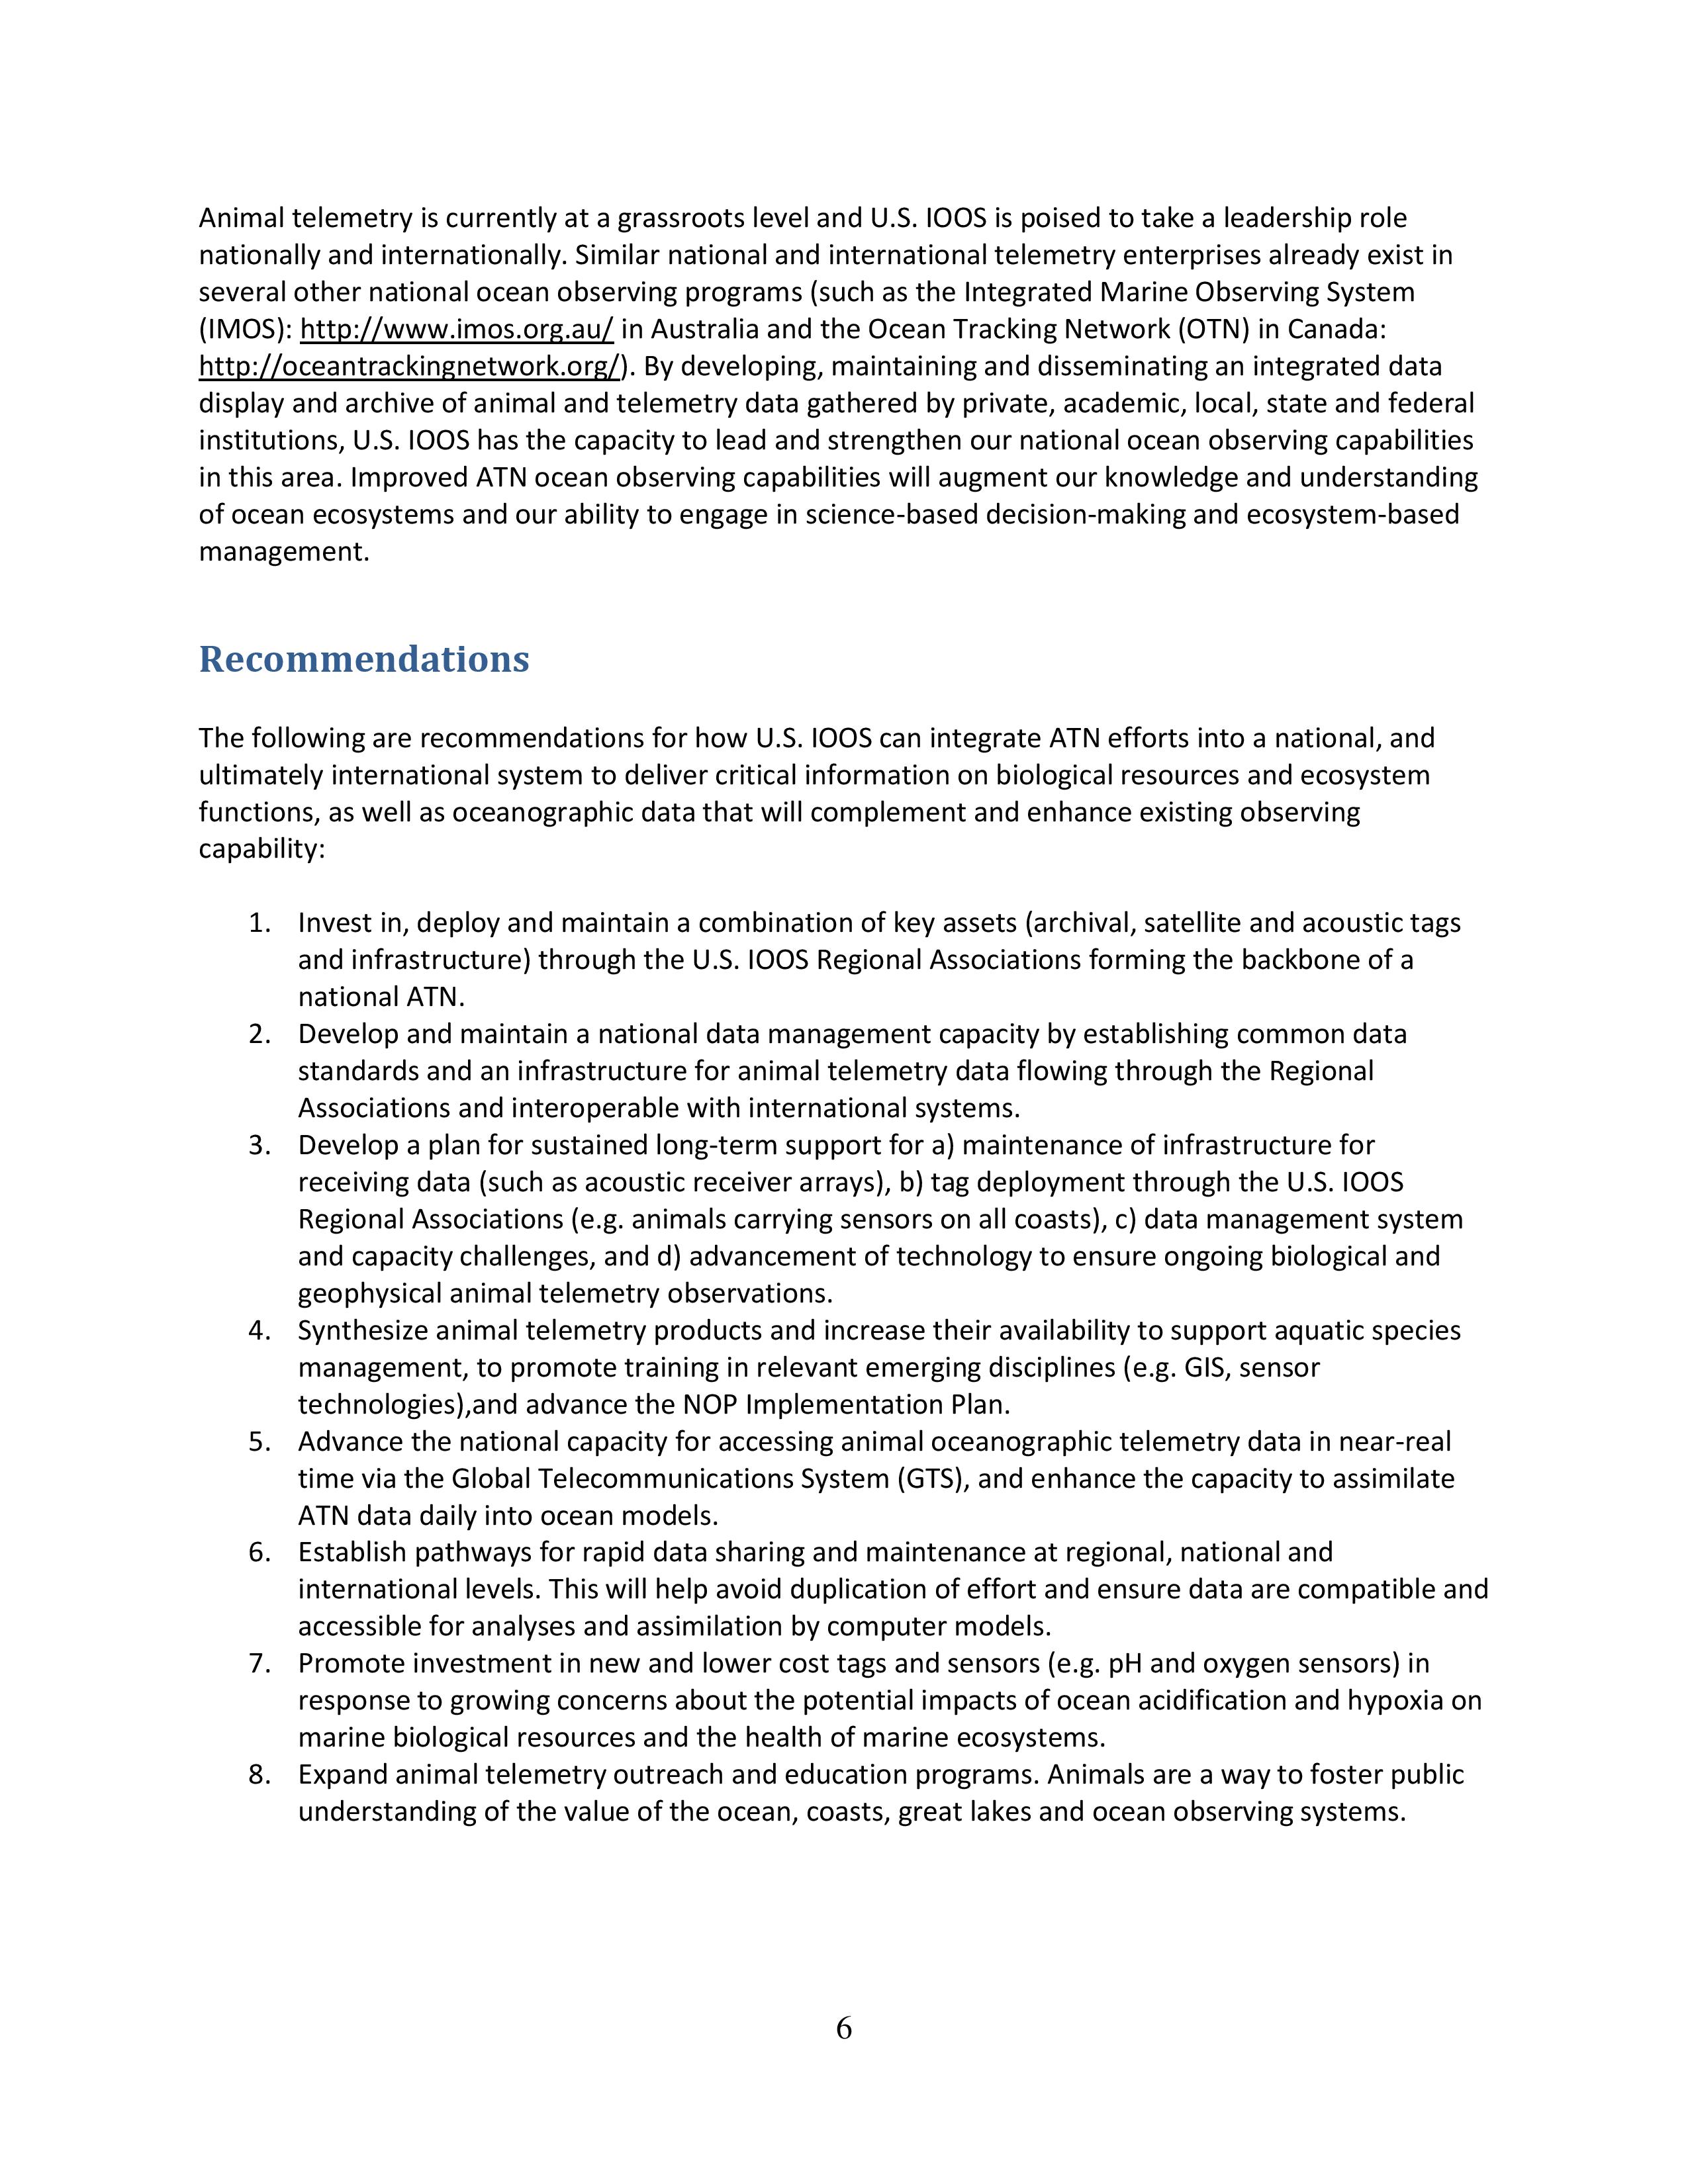 Animal telemetry is currently at a grassroots level and U.S. IOOS is poised to take a leadership role
nationally and internationally. Similar national and international telemetry enterprises already exist in
several other national ocean observing programs (such as the Integrated Marine Observing System
(IMOS): http://www.imos.org.au/ in Australia and the Ocean Tracking Network (OTN) in Canada:
http://oceantrackingnetwork.org/). By developing, maintaining and disseminating an integrated data
display and archive of animal and telemetry data gathered by private, academic, local, state and federal
institutions, U.S. IOOS has the capacity to lead and strengthen our national ocean observing capabilities
in this area. Improved ATN ocean observing capabilities will augment our knowledge and understanding
of ocean ecosystems and our ability to engage in science-based decision-making and ecosystem-based
management.
Recommendations
The following are recommendations for how U.S. IOOS can integrate ATN efforts into a national, and
ultimately international system to deliver critical information on biological resources and ecosystem
functions, as well as oceanographic data that will complement and enhance existing observing
capability:
1. Invest in, deploy and maintain a combination of key assets (archival, satellite and acoustic tags
and infrastructure) through the U.S. IOOS Regional Associations forming the backbone of a
national ATN.
2. Develop and maintain a national data management capacity by establishing common data
standards and an infrastructure for animal telemetry data flowing through the Regional
Associations and interoperable with international systems.
3. Develop a plan for sustained long-term support for a) maintenance of infrastructure for
receiving data (such as acoustic receiver arrays), b) tag deployment through the U.S. IOOS
Regional Associations (e.g. animals carrying sensors on all coasts), c) data management system
and capacity challenges, and d) advancement of technology to ensure ongoing biological and
geophysical animal telemetry observations.
4. Synthesize animal telemetry products and increase their availability to support aquatic species
management, to promote training in relevant emerging disciplines (e.g. GIS, sensor
technologies),and advance the NOP Implementation Plan.
5. Advance the national capacity for accessing animal oceanographic telemetry data in near-real
time via the Global Telecommunications System (GTS), and enhance the capacity to assimilate
ATN data daily into ocean models.
6. Establish pathways for rapid data sharing and maintenance at regional, national and
international levels. This will help avoid duplication of effort and ensure data are compatible and
accessible for analyses and assimilation by computer models.
7. Promote investment in new and lower cost tags and sensors (e.g. pH and oxygen sensors) in
response to growing concerns about the potential impacts of ocean acidification and hypoxia on
marine biological resources and the health of marine ecosystems.
8. Expand animal telemetry outreach and education programs. Animals are a way to foster public
understanding of the value of the ocean, coasts, great lakes and ocean observing systems.
6